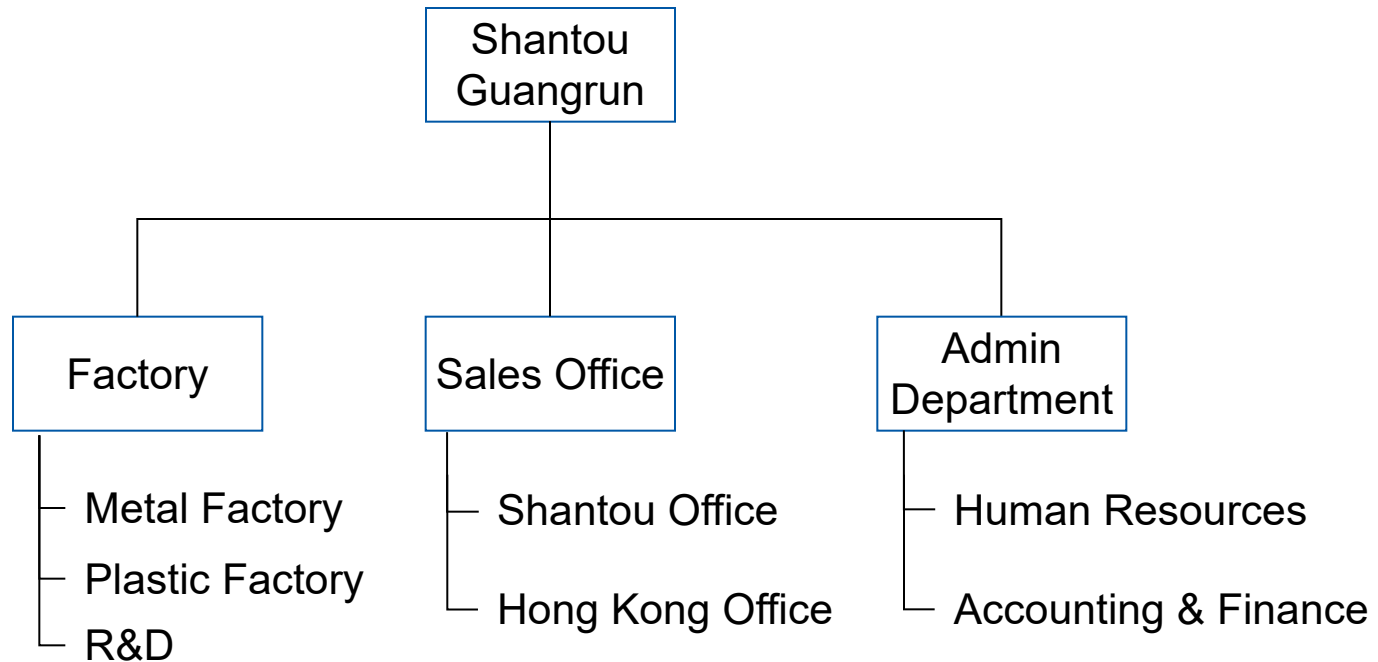 Shantou
Guangrun
Factory
Sales Office
Admin
Department
Metal Factory
Plastic Factory
R&D
Shantou Office
Hong Kong Office
Human Resources
Accounting & Finance